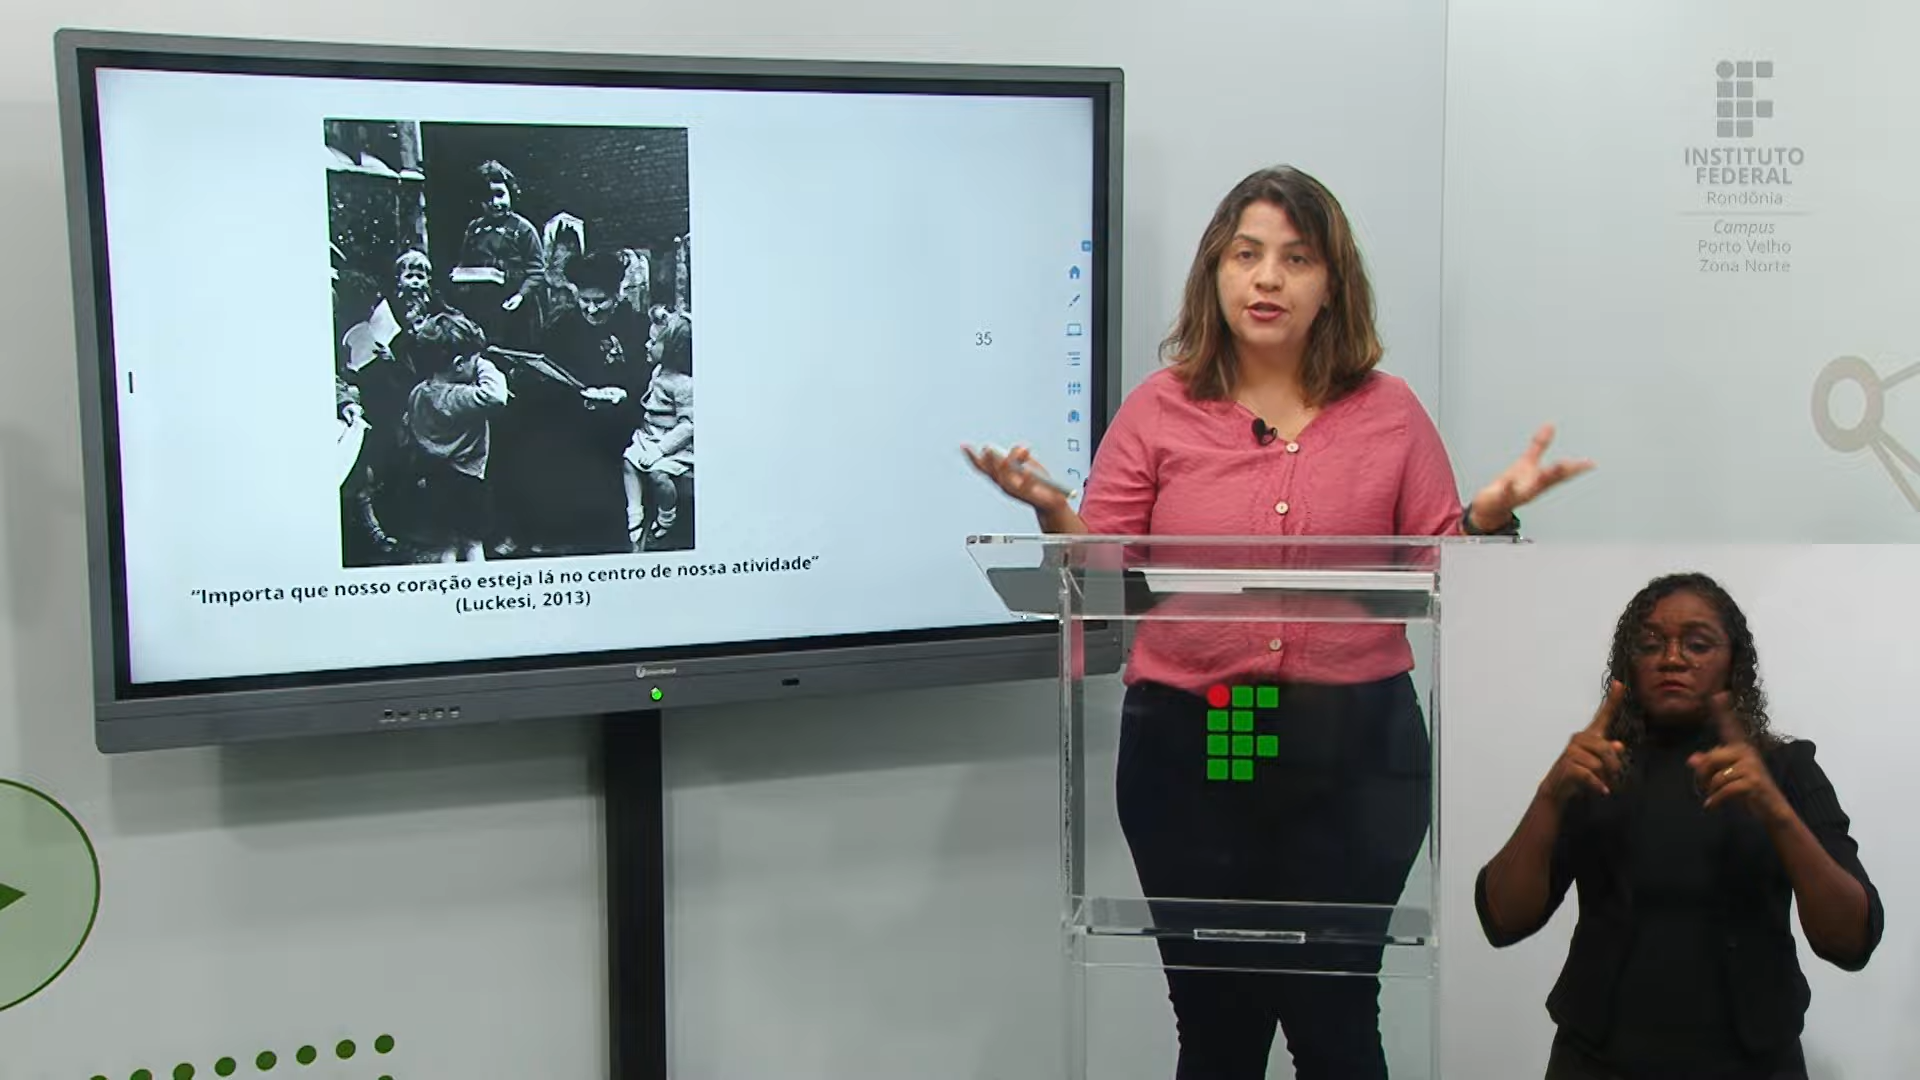 “Importa que nosso coração esteja lá no centro de nossa atividade”
(Luckesi, 2013)
35
INSTITUTO
FEDERAL
Rondônia
Campus
Porto Velho
Zona Norte